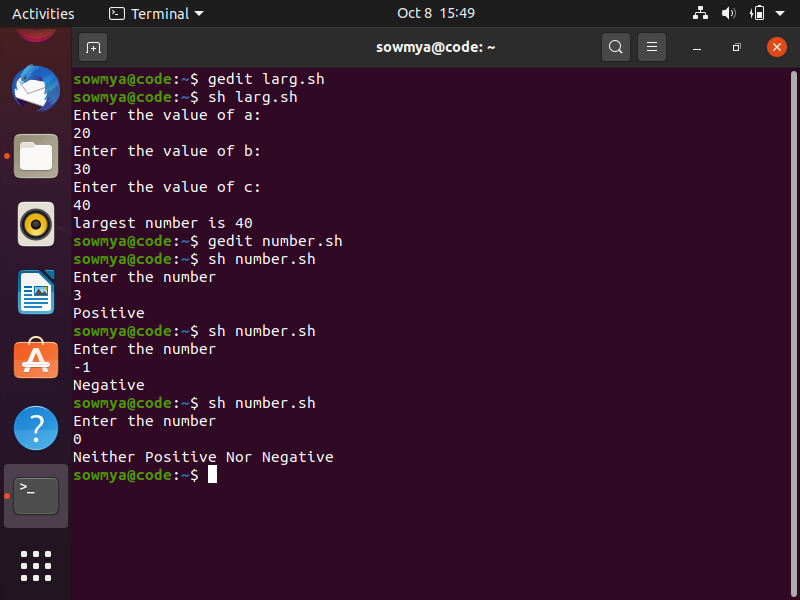 Activities Terminal Oct 8 15:49
sowmya@code: ~
sowmya@code:~$ gedit larg.sh
sowmya@code:~$ sh larg.sh
Enter the value of a:
20
Enter the value of b:
30
Enter the value of c:
40
largest number is 40
sowmya@code:~$ gedit number.sh
sowmya@code:~$ sh number.sh
Enter the number
3
Positive
sowmya@code:~$ sh number.sh
Enter the number
-1
Negative
sowmya@code:~$ sh number.sh
Enter the number
0
Neither Positive Nor Negative
sowmya@code:~$